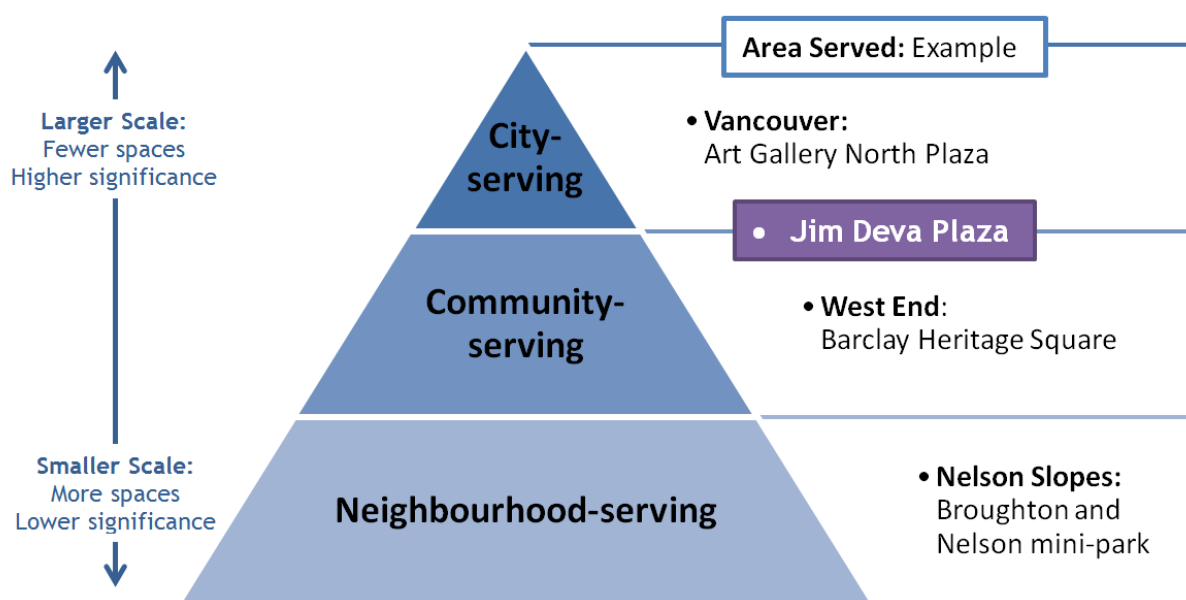 Area Served: Example
Larger Scale:
Fewer spaces
Higher significance
City-
serving
• Vancouver:
Art Gallery North Plaza
• Jim Deva Plaza
Community-
serving
• West End:
Barclay Heritage Square
Smaller Scale:
More spaces
Lower significance
Neighbourhood-serving
• Nelson Slopes:
Broughton and
Nelson mini-park